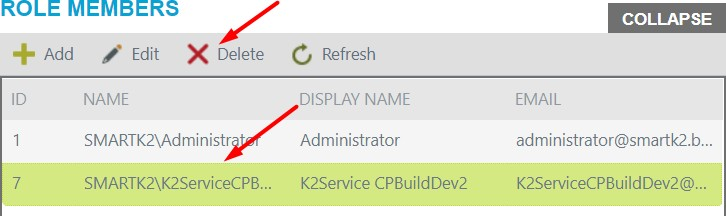 ROLE MEMBERS
COLLAPSE
Add Edit Delete Refresh
ID NAME DISPLAY NAME EMAIL
1 SMARTK2\Administrator Administrator administrator@smartk2.b...
7 SMARTK2\K2ServiceCPB... K2Service CPBuildDev2 K2ServiceCPBuildDev2@...